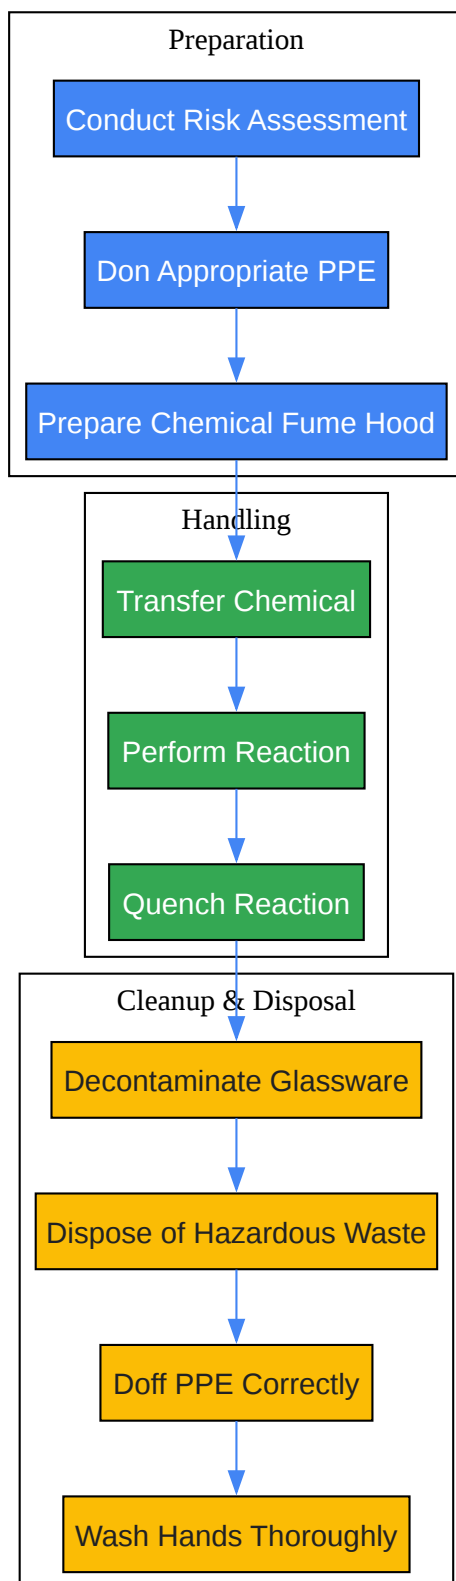 Preparation
Conduct Risk Assessment
Don Appropriate PPE
Prepare Chemical Fume Hood
Handling
Transfer Chemical
Perform Reaction
Quench Reaction
Cleanup & Disposal
Decontaminate Glassware
Dispose of Hazardous Waste
Doff PPE Correctly
Wash Hands Thoroughly